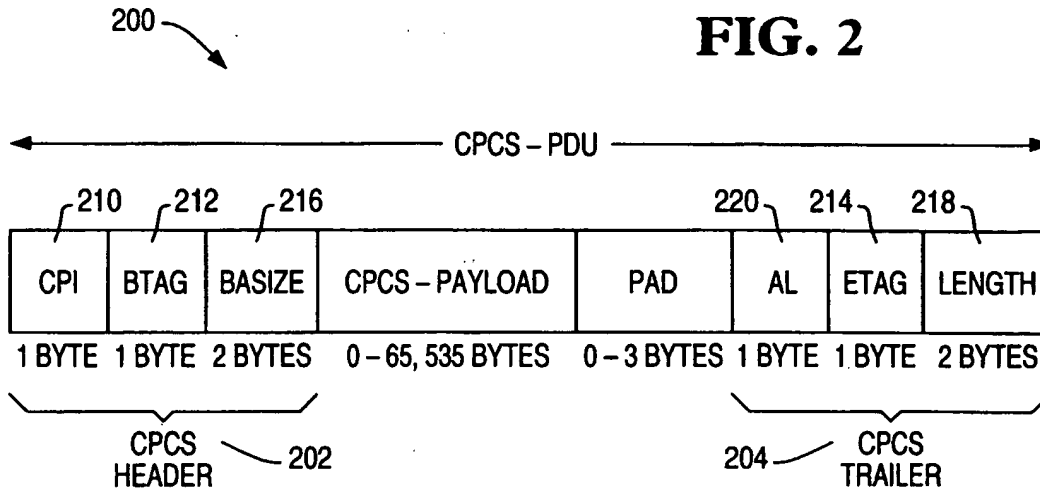 200
FIG. 2
CPCS – PDU
210 212 216 220 214 218
CPI BTAG BASIZE CPCS – PAYLOAD PAD AL ETAG LENGTH
1 BYTE 1 BYTE 2 BYTES 0 – 65, 535 BYTES 0 – 3 BYTES 1 BYTE 1 BYTE 2 BYTES
CPCS HEADER 202 204 CPCS TRAILER